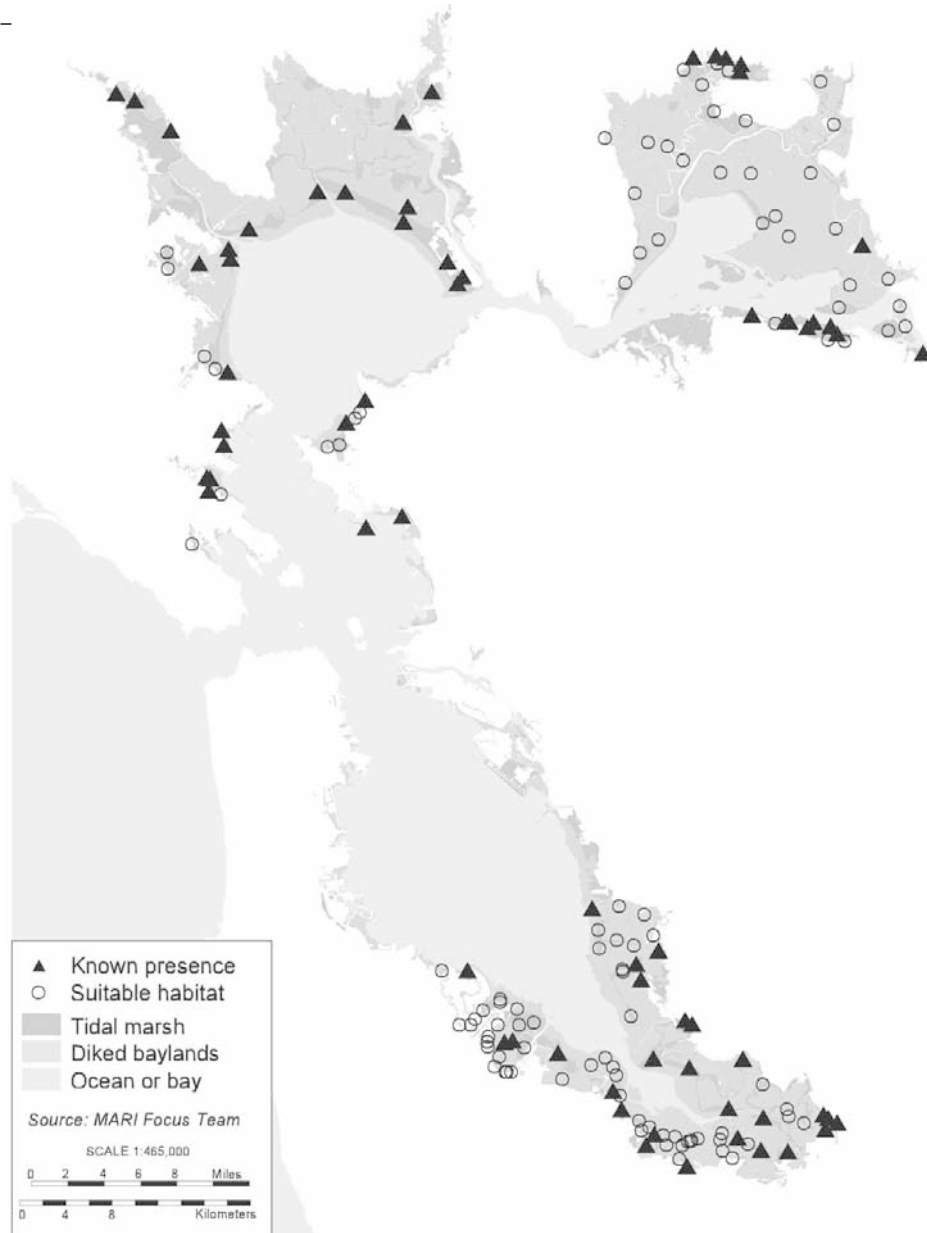 Known presence
Suitable habitat
Tidal marsh
Diked baylands
Ocean or bay
Source: MARI Focus Team
SCALE 1:465,000
0 2 4 6 8 Miles
0 4 8 Kilometers